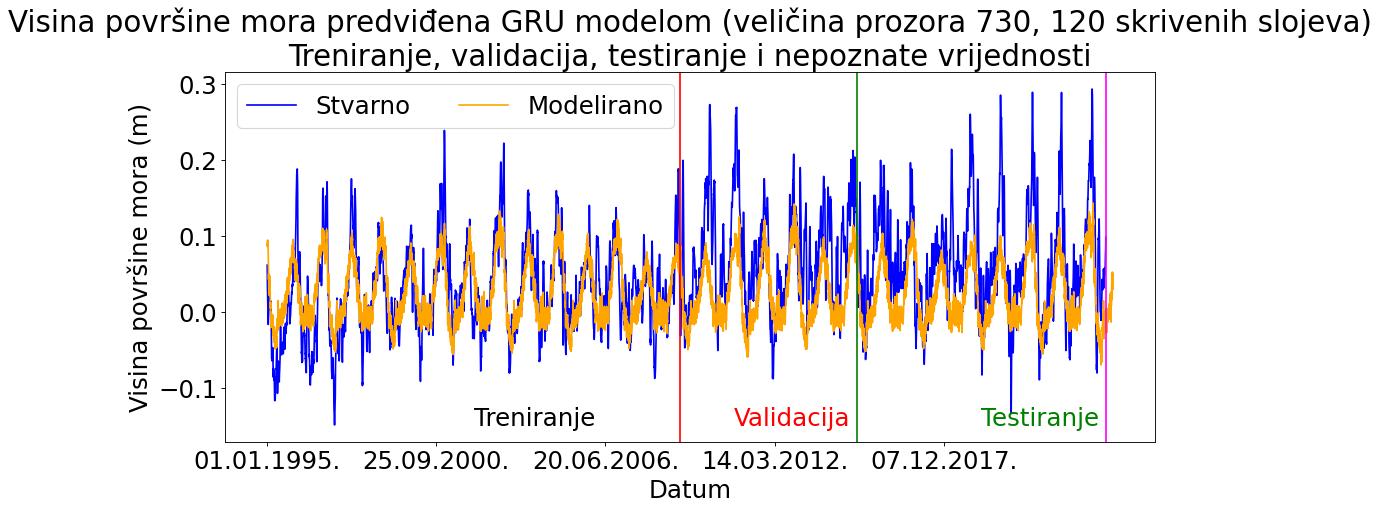 Visina površine mora predviđena GRU modelom (veličina prozora 730, 120 skrivenih slojeva)
Treniranje, validacija, testiranje i nepoznate vrijednosti
Stvarno Modelirano
Visina površine mora (m)
0.3
0.2
0.1
0.0
−0.1
Treniranje Validacija Testiranje
01.01.1995. 25.09.2000. 20.06.2006. 14.03.2012. 07.12.2017.
Datum